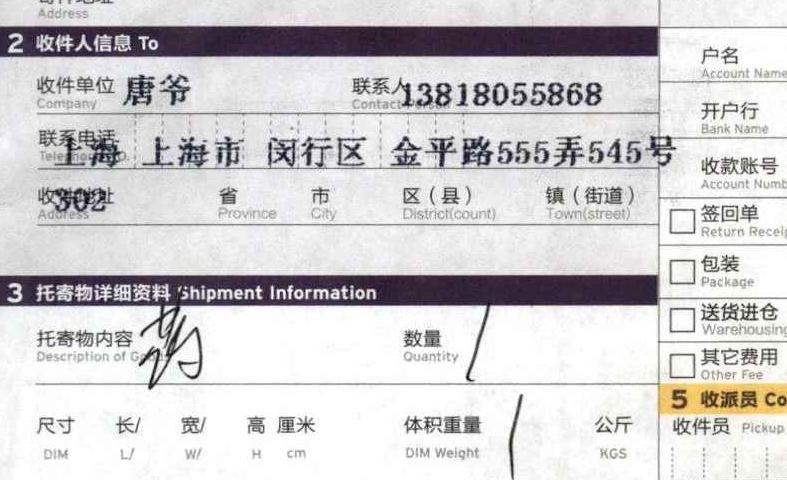 Address
2 收件人信息 To
户名
Account Name
收件单位 唐爷 联系人 13818055868
Company Contact Person
开户行
Bank Name
联系电话
上海 上海市 闵行区 金平路555弄545号
Telephone
收款账号
Account Numb
收件地址 302 省 市 区（县） 镇（街道）
Address Province City District(count) Town(street)
签回单
Return Receip
包装
Package
3 托寄物详细资料 Shipment Information
送货进仓
Warehousing
托寄物内容 数量 1
Description of Goods Quantity
其它费用
Other Fee
5 收派员 Co
尺寸 长/ 宽/ 高 厘米 体积重量 1 公斤
DIM L/ W/ H cm DIM Weight KGS
收件员 Pickup